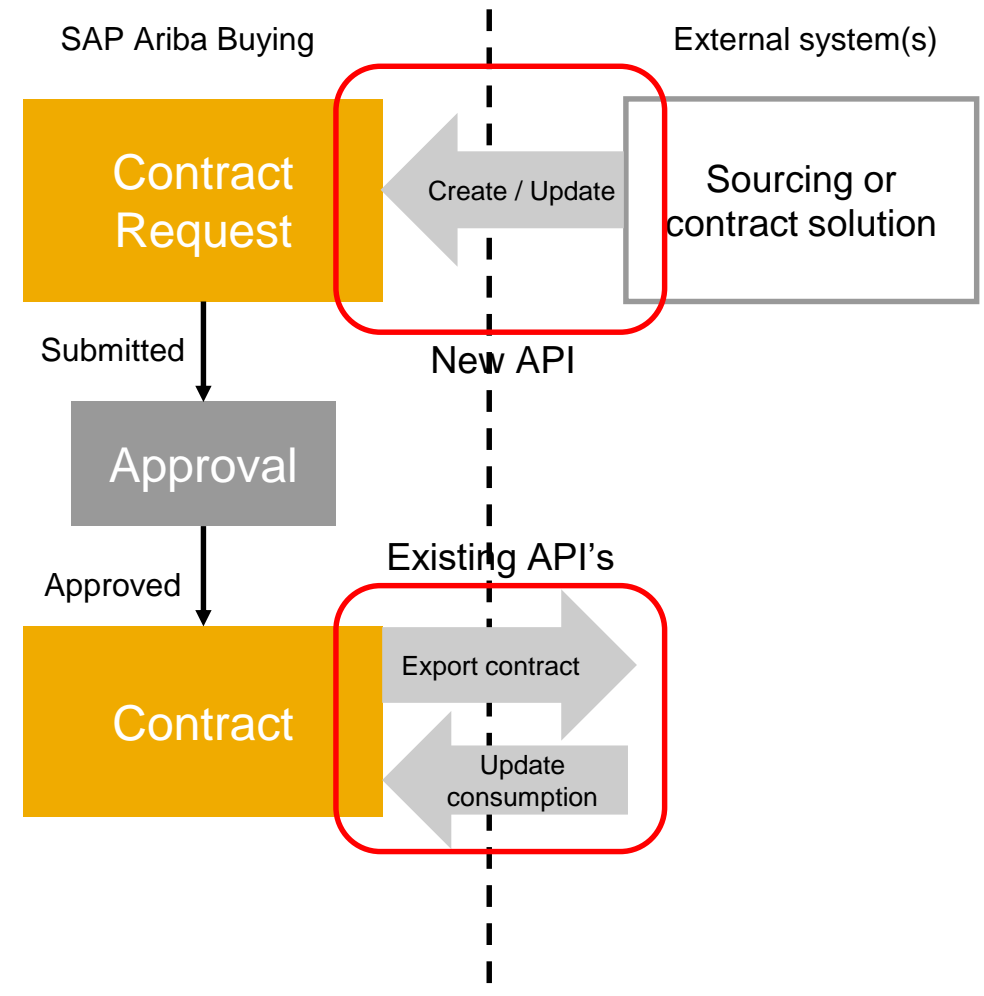 SAP Ariba Buying
External system(s)
Contract
Request
Create / Update
Sourcing or
contract solution
Submitted
New API
Approval
Existing API's
Approved
Export contract
Contract
Update
consumption